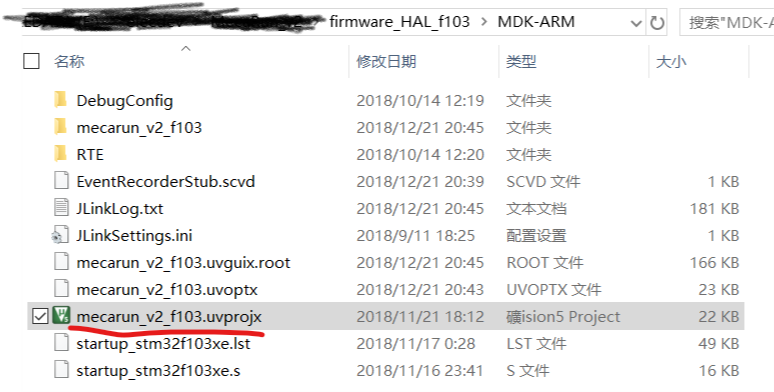 firmware_HAL_f103 > MDK-ARM 搜索"MDK-A
名称 修改日期 类型 大小
DebugConfig 2018/10/14 12:19 文件夹
mecarun_v2_f103 2018/12/21 20:45 文件夹
RTE 2018/10/14 12:20 文件夹
EventRecorderStub.scvd 2018/12/21 20:39 SCVD 文件 1 KB
JLinkLog.txt 2018/12/21 20:45 文本文档 181 KB
JLinkSettings.ini 2018/9/11 18:25 配置设置 1 KB
mecarun_v2_f103.uvguix.root 2018/12/21 20:45 ROOT 文件 166 KB
mecarun_v2_f103.uvoptx 2018/12/21 20:45 UVOPTX 文件 23 KB
mecarun_v2_f103.uvprojx 2018/11/21 18:12 礦ision5 Project 22 KB
startup_stm32f103xe.lst 2018/11/17 0:28 LST 文件 49 KB
startup_stm32f103xe.s 2018/11/16 23:41 S 文件 16 KB